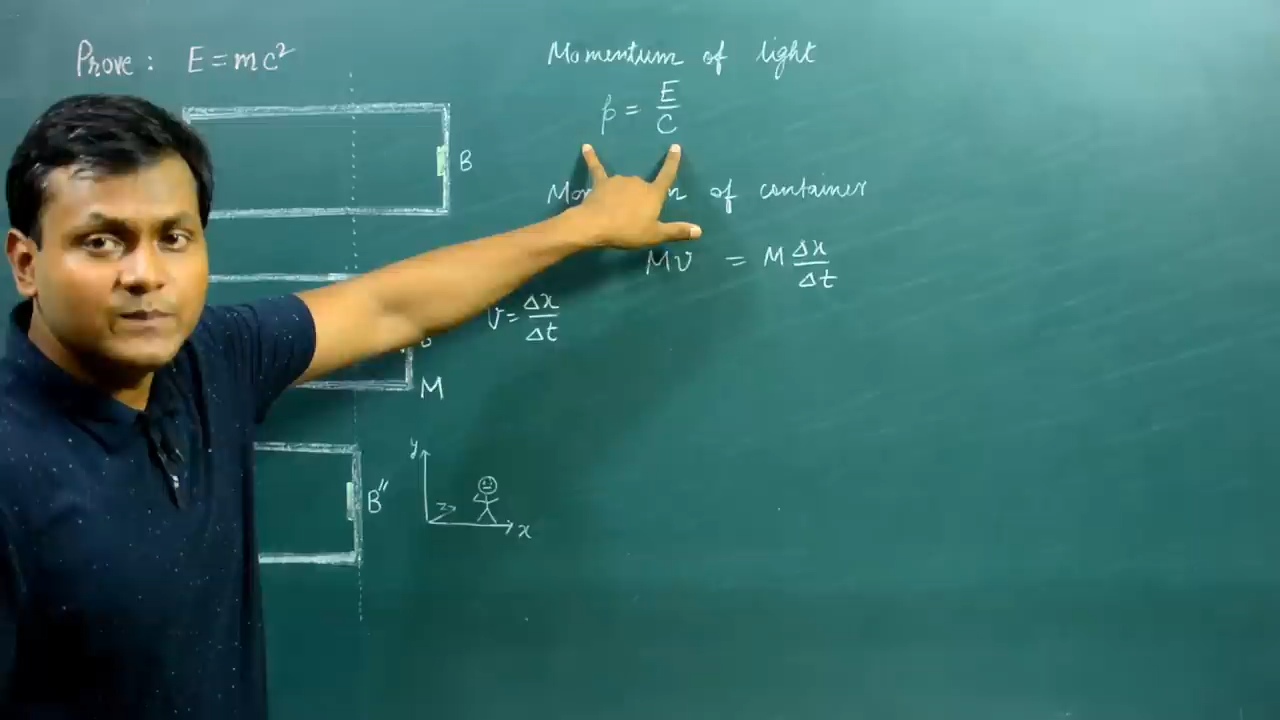 Prove : E = mc²
Momentum of light
p = E/C
B
of container
Mv = M Δx/Δt
v = Δx/Δt
M
y
B″
z
x